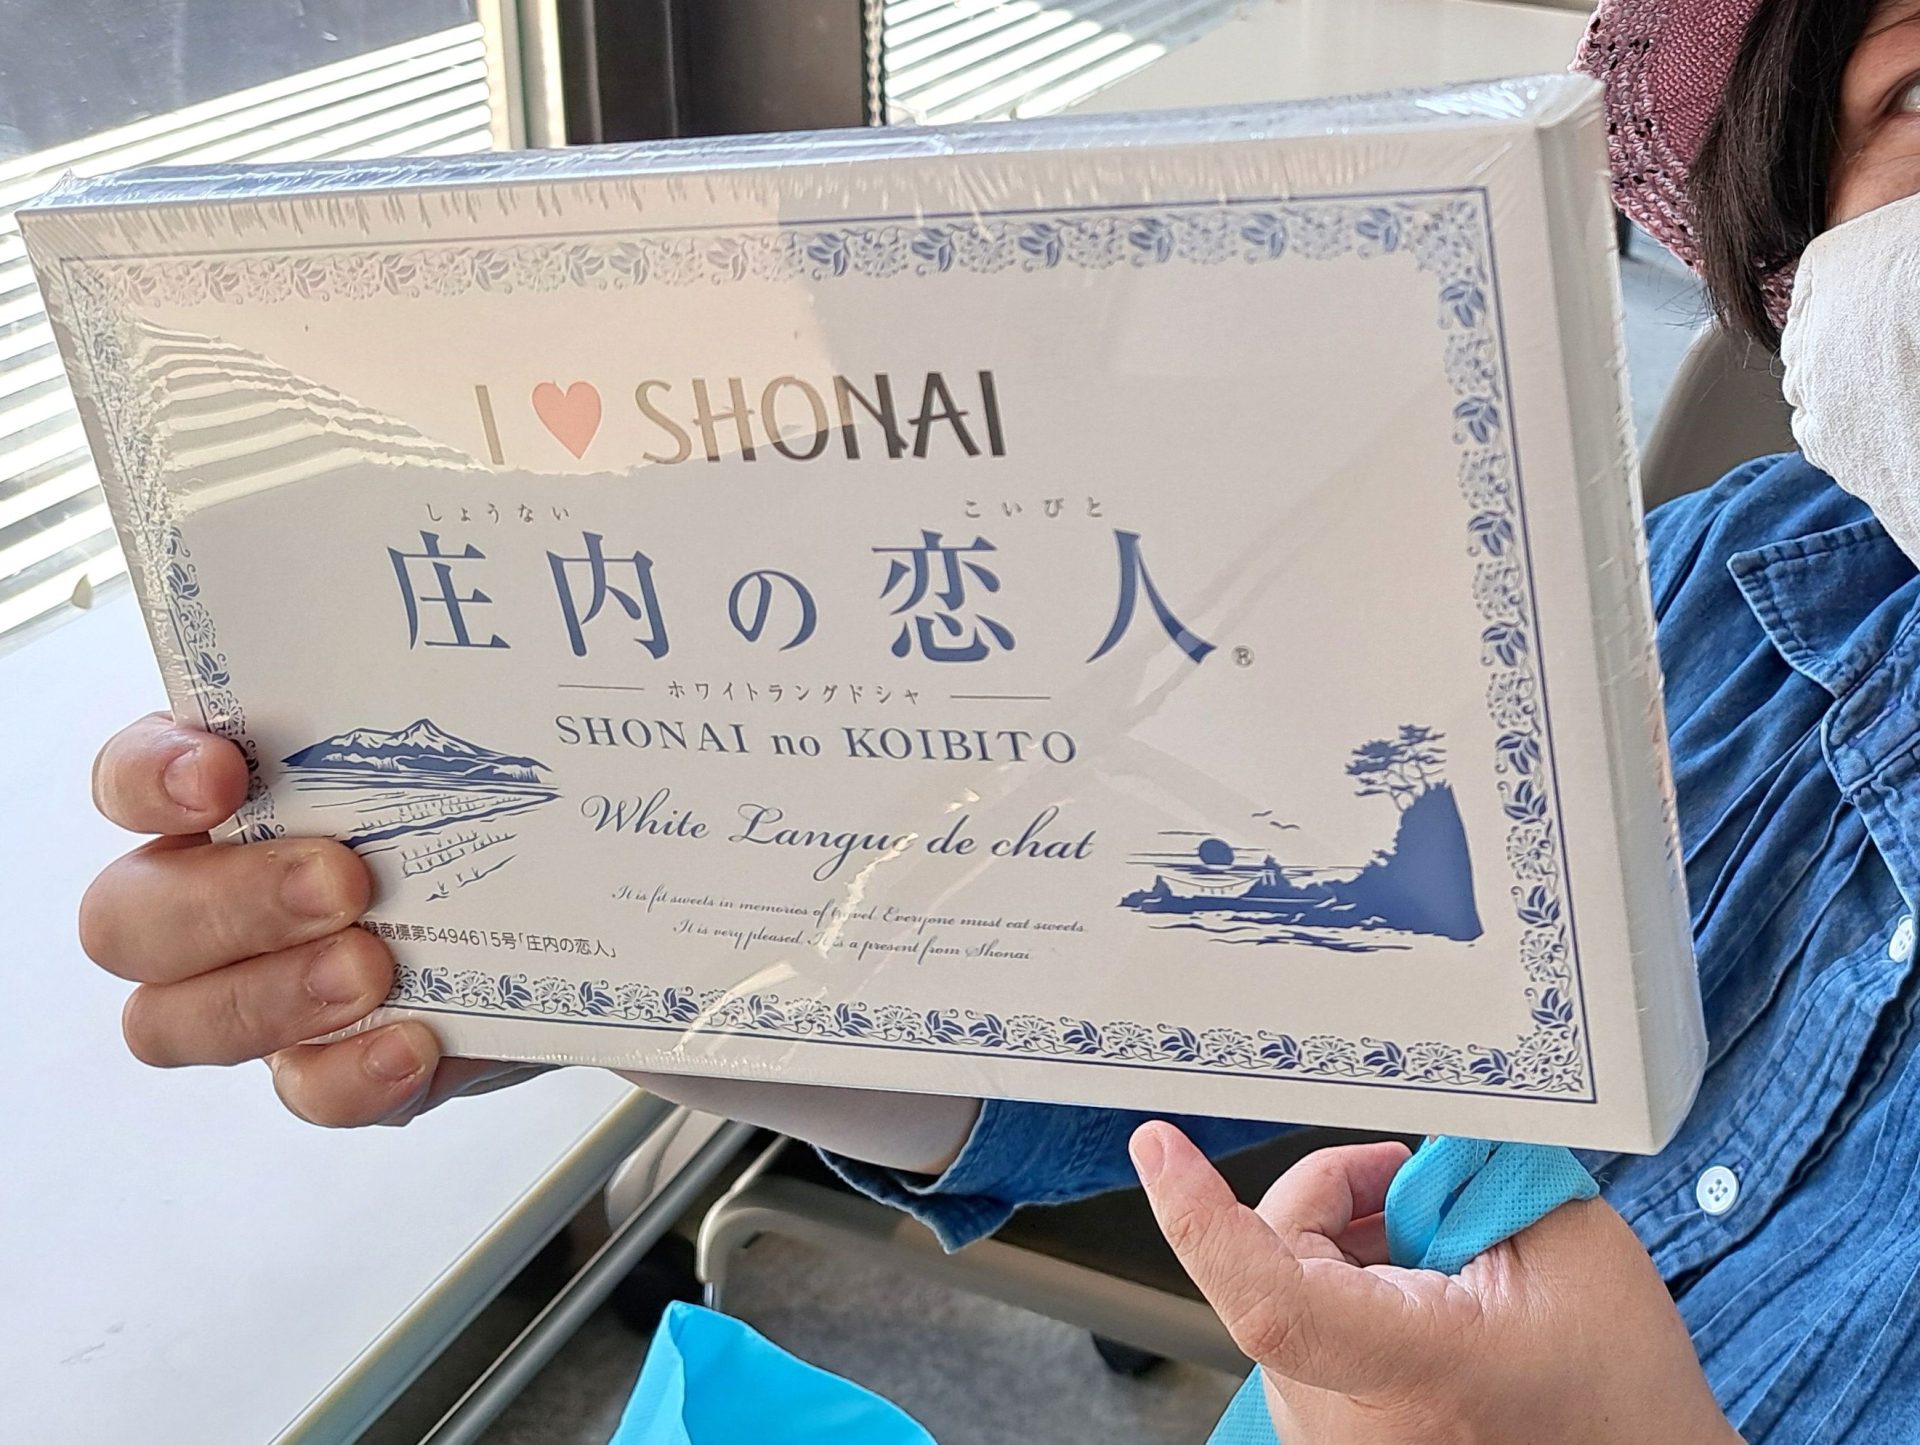 I ♥ SHONAI
しょうない こいびと
庄内の恋人®
ホワイトラングドシャ
SHONAI no KOIBITO
White Langue de chat
It is fit sweets in memories of travel. Everyone must eat sweets.
It is very pleased. It is a present from Shonai.
録商標第5494615号「庄内の恋人」